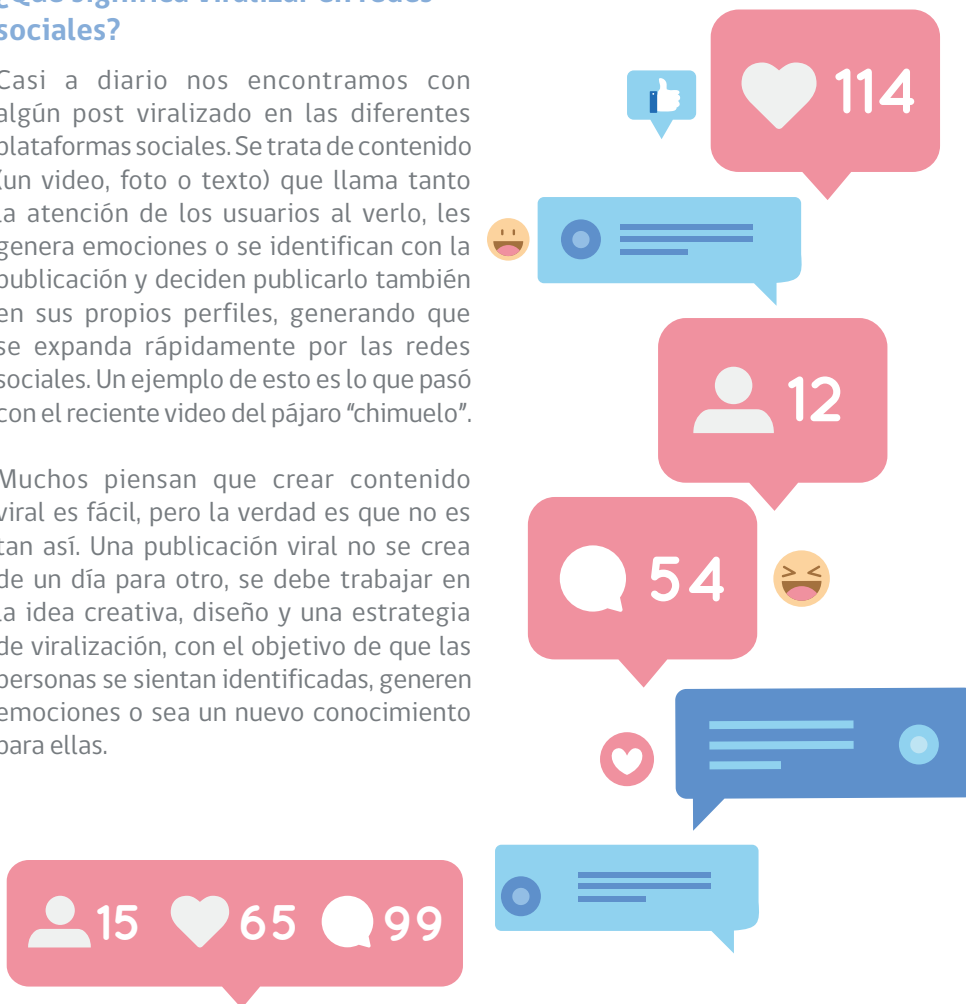 ¿Qué significa viralizar en redes
sociales?
Casi a diario nos encontramos con
algún post viralizado en las diferentes
plataformas sociales. Se trata de contenido
(un video, foto o texto) que llama tanto
la atención de los usuarios al verlo, les
genera emociones o se identifican con la
publicación y deciden publicarlo también
en sus propios perfiles, generando que
se expanda rápidamente por las redes
sociales. Un ejemplo de esto es lo que pasó
con el reciente video del pájaro "chimuelo".
Muchos piensan que crear contenido
viral es fácil, pero la verdad es que no es
tan así. Una publicación viral no se crea
de un día para otro, se debe trabajar en
la idea creativa, diseño y una estrategia
de viralización, con el objetivo de que las
personas se sientan identificadas, generen
emociones o sea un nuevo conocimiento
para ellas.
114
12
54
15 65 99